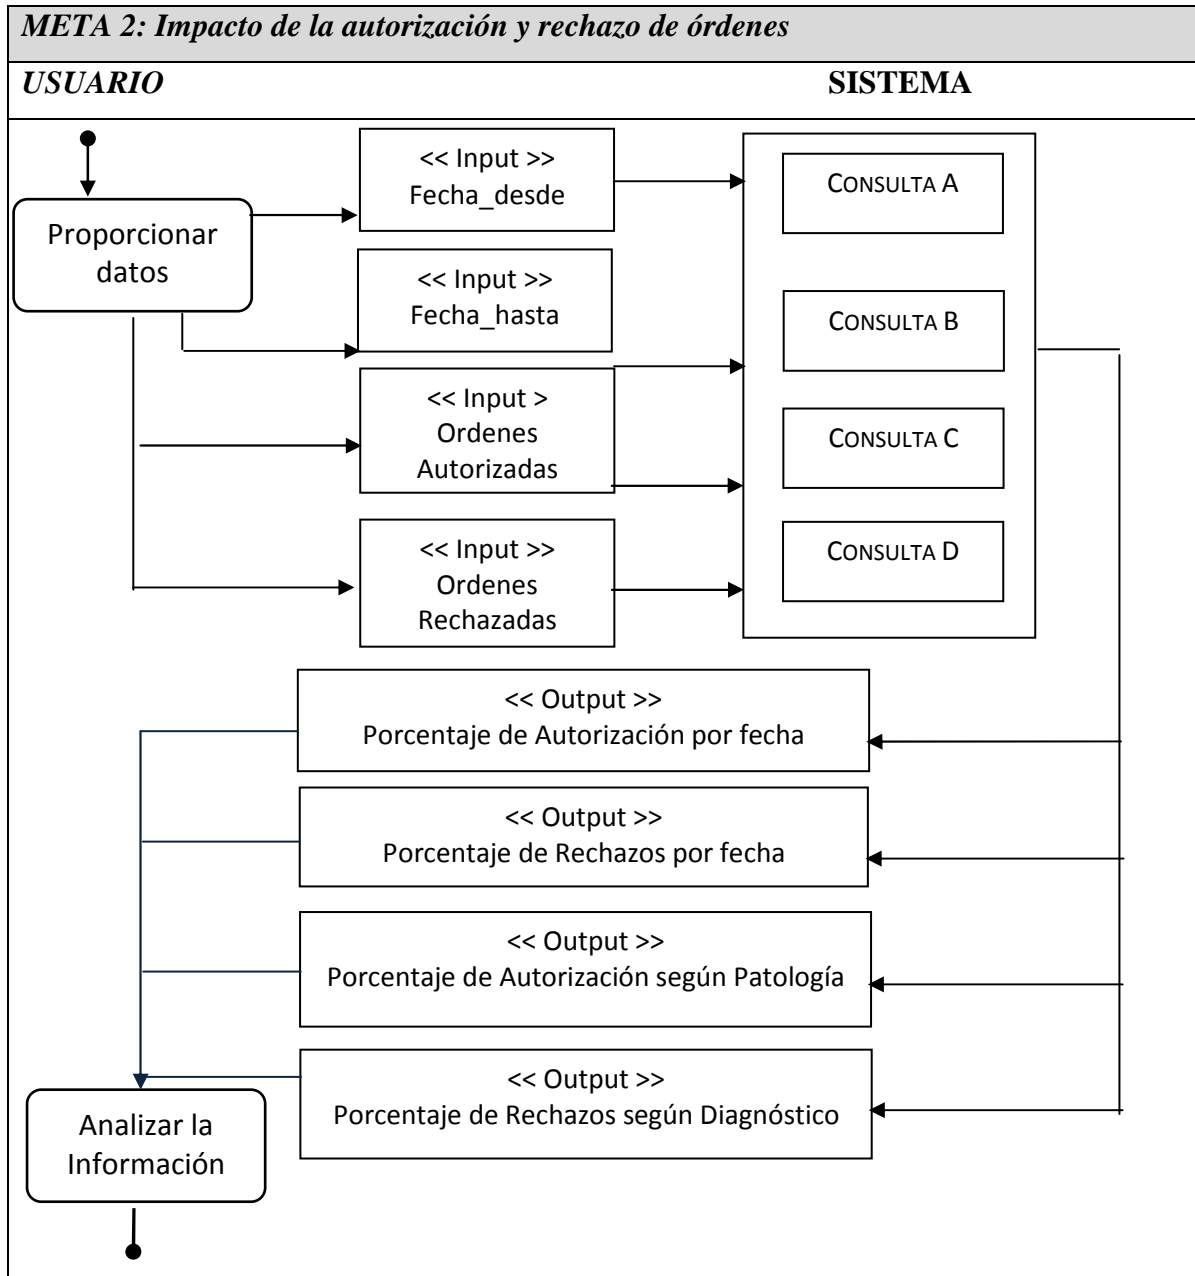 META 2: Impacto de la autorización y rechazo de órdenes
USUARIO
SISTEMA
Proporcionar
datos
<< Input >>
Fecha_desde
<< Input >>
Fecha_hasta
<< Input >
Ordenes
Autorizadas
<< Input >>
Ordenes
Rechazadas
CONSULTA A
CONSULTA B
CONSULTA C
CONSULTA D
<< Output >>
Porcentaje de Autorización por fecha
<< Output >>
Porcentaje de Rechazos por fecha
<< Output >>
Porcentaje de Autorización según Patología
<< Output >>
Porcentaje de Rechazos según Diagnóstico
Analizar la
Información